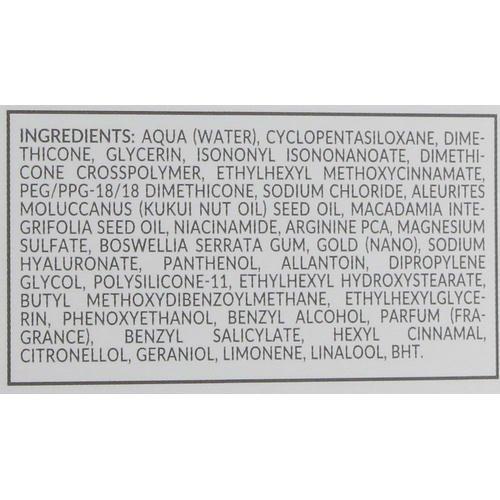 INGREDIENTS: AQUA (WATER), CYCLOPENTASILOXANE, DIME-
THICONE, GLYCERIN, ISONONYL ISONONANOATE, DIMETHI-
CONE CROSSPOLYMER, ETHYLHEXYL METHOXYCINNAMATE,
PEG/PPG-18/18 DIMETHICONE, SODIUM CHLORIDE, ALEURITES
MOLUCCANUS (KUKUI NUT OIL) SEED OIL, MACADAMIA INTE-
GRIFOLIA SEED OIL, NIACINAMIDE, ARGININE PCA, MAGNESIUM
SULFATE, BOSWELLIA SERRATA GUM, GOLD (NANO), SODIUM
HYALURONATE, PANTHENOL, ALLANTOIN, DIPROPYLENE
GLYCOL, POLYSILICONE-11, ETHYLHEXYL HYDROXYSTEARATE,
BUTYL METHOXYDIBENZOYLMETHANE, ETHYLHEXYLGLYCE-
RIN, PHENOXYETHANOL, BENZYL ALCOHOL, PARFUM (FRA-
GRANCE), BENZYL SALICYLATE, HEXYL CINNAMAL,
CITRONELLOL, GERANIOL, LIMONENE, LINALOOL, BHT.